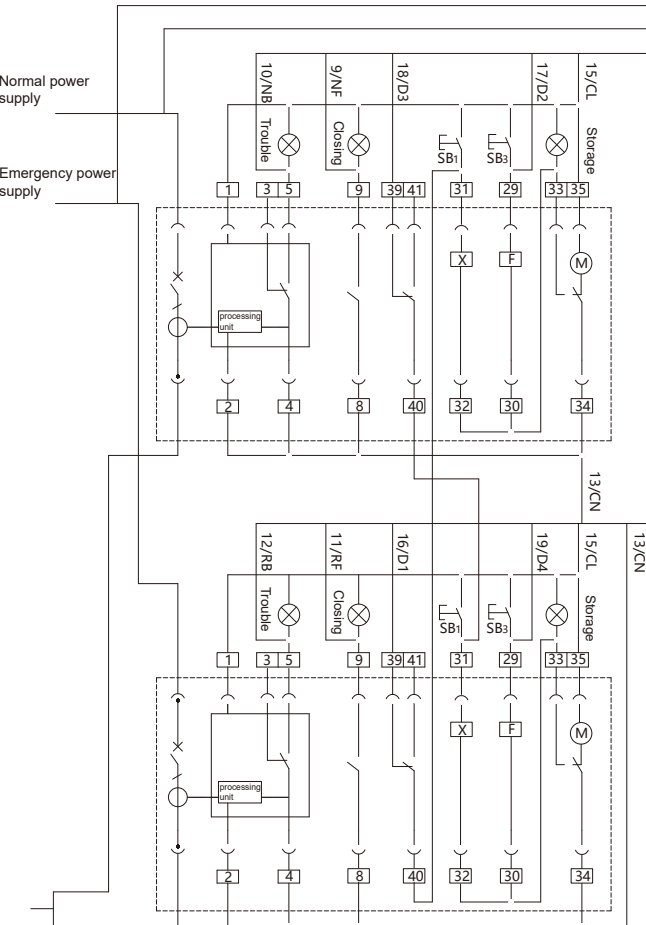 Normal power
supply
Emergency power
supply
10/NB
9/NF
18/D3
17/D2
15/CL
Trouble
Closing
SB1
SB3
Storage
1
3
5
9
39
41
31
29
33
35
X
F
M
processing
unit
2
4
8
40
32
30
34
13/CN
12/RB
11/RF
16/D1
19/D4
15/CL
13/CN
Trouble
Closing
SB1
SB3
Storage
1
3
5
9
39
41
31
29
33
35
X
F
M
processing
unit
2
4
8
40
32
30
34